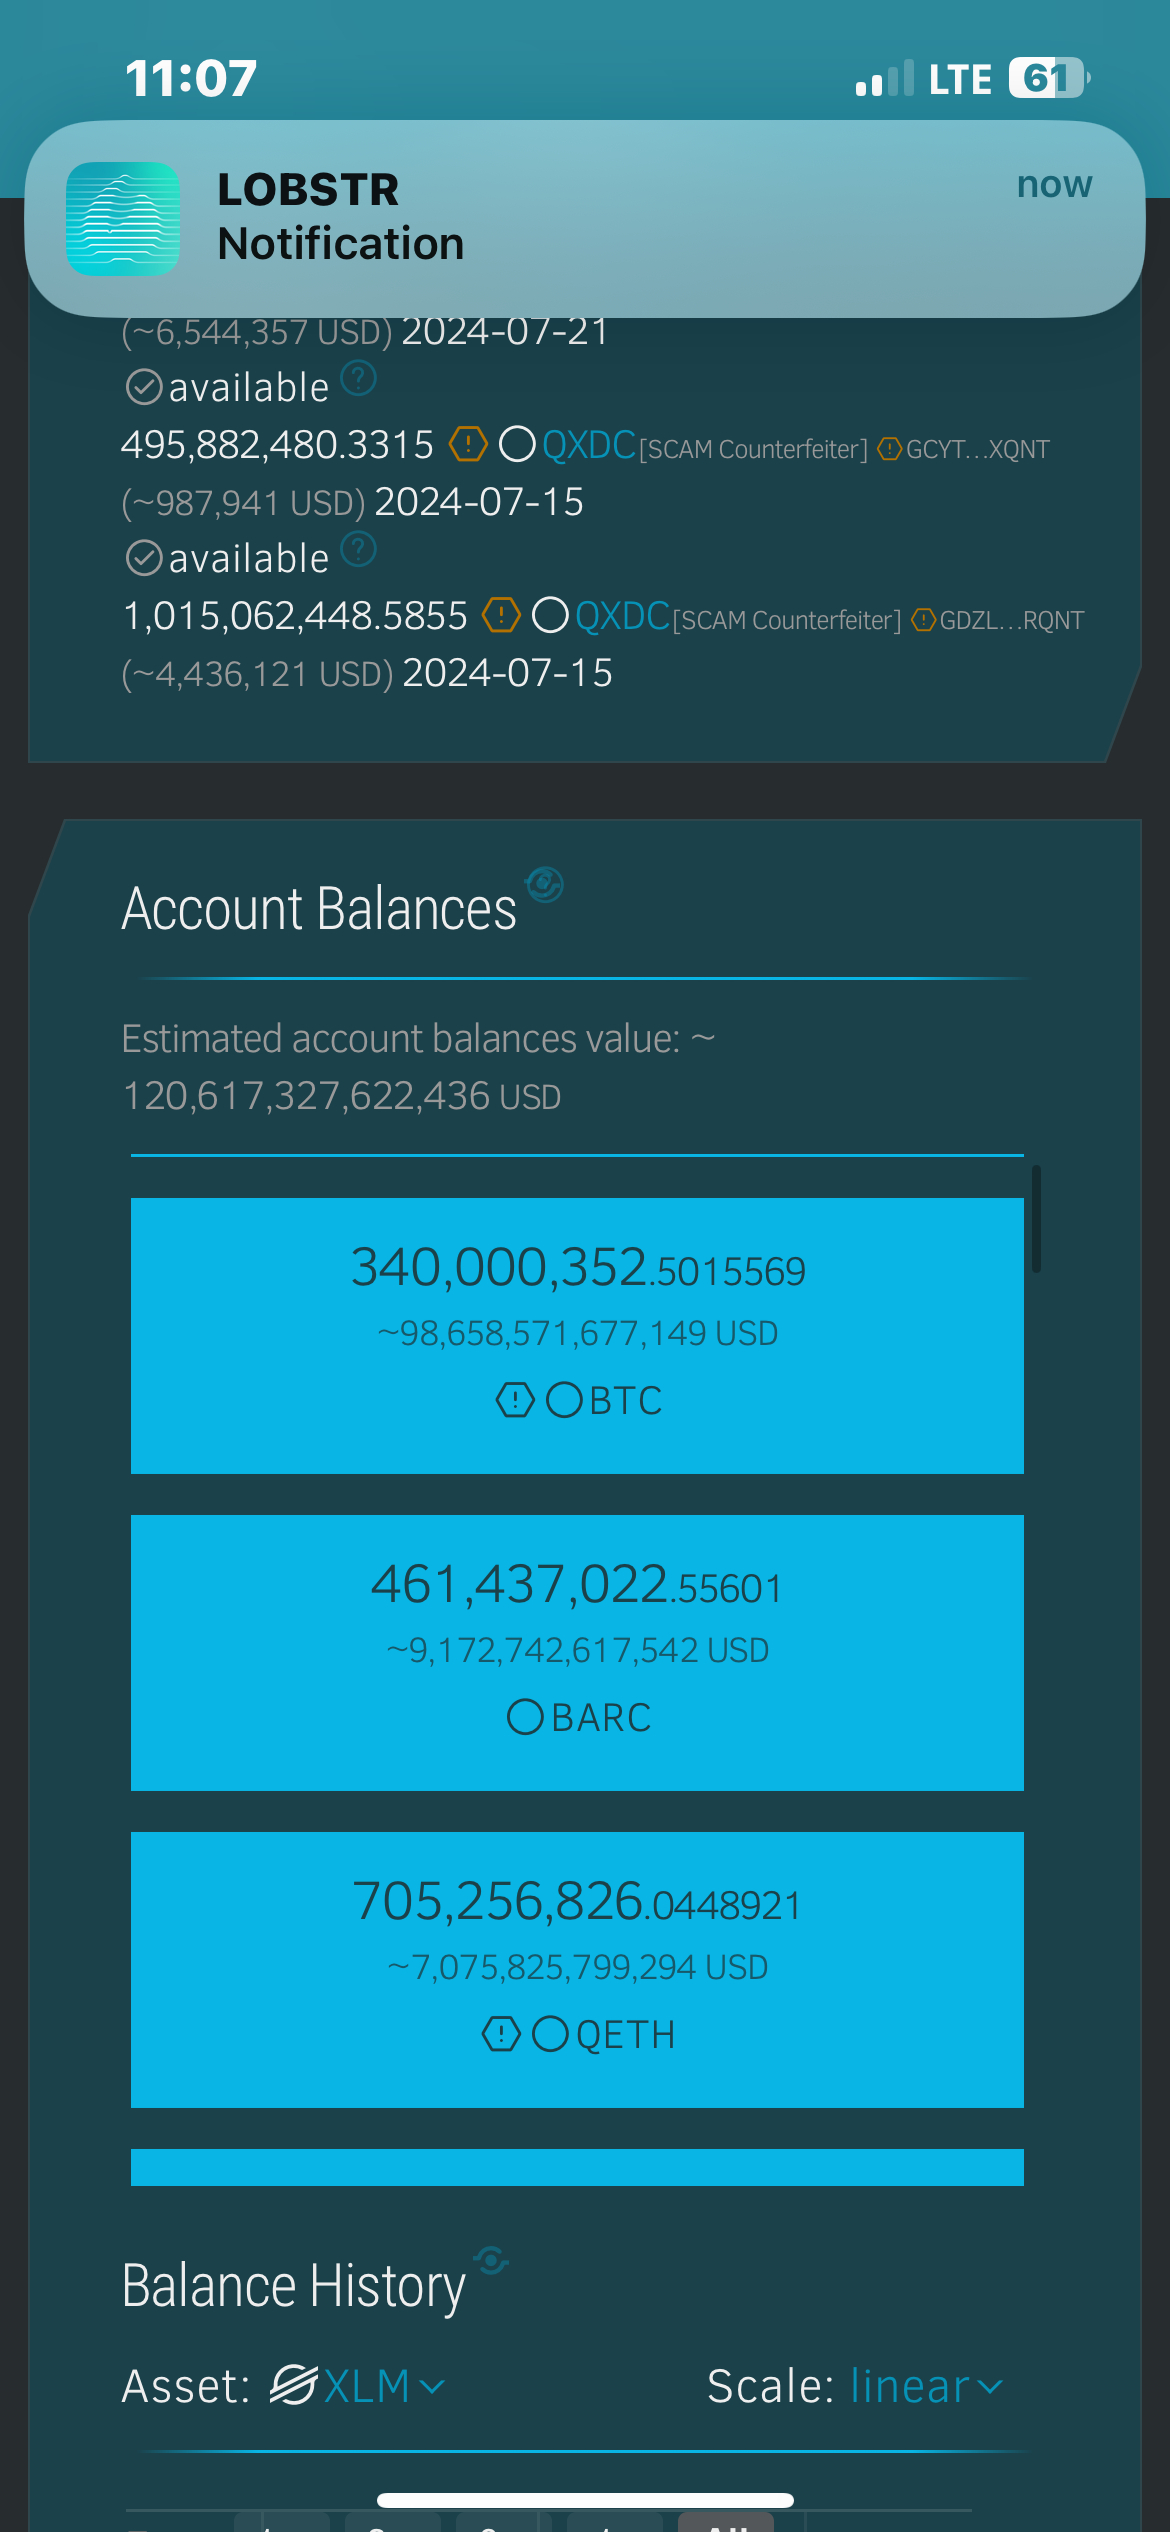 11:07
LTE 61
LOBSTR
now
Notification
(~6,544,357 USD) 2024-07-21
available ?
495,882,480.3315 ! QXDC[SCAM Counterfeiter] !GCYT...XQNT
(~987,941 USD) 2024-07-15
available ?
1,015,062,448.5855 ! QXDC[SCAM Counterfeiter] !GDZL...RQNT
(~4,436,121 USD) 2024-07-15
Account Balances
Estimated account balances value: ~
120,617,327,622,436 USD
340,000,352.5015569
~98,658,571,677,149 USD
! BTC
461,437,022.55601
~9,172,742,617,542 USD
BARC
705,256,826.0448921
~7,075,825,799,294 USD
! QETH
Balance History
Asset: XLM
Scale: linear